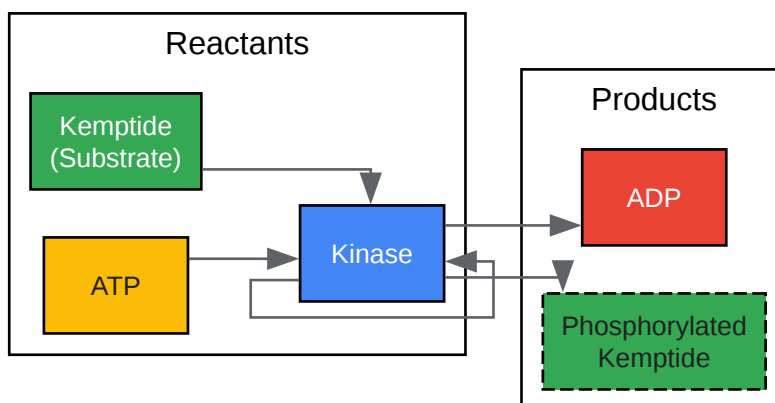 Reactants
Kemptide
(Substrate)
ATP
Kinase
Products
ADP
Phosphorylated
Kemptide